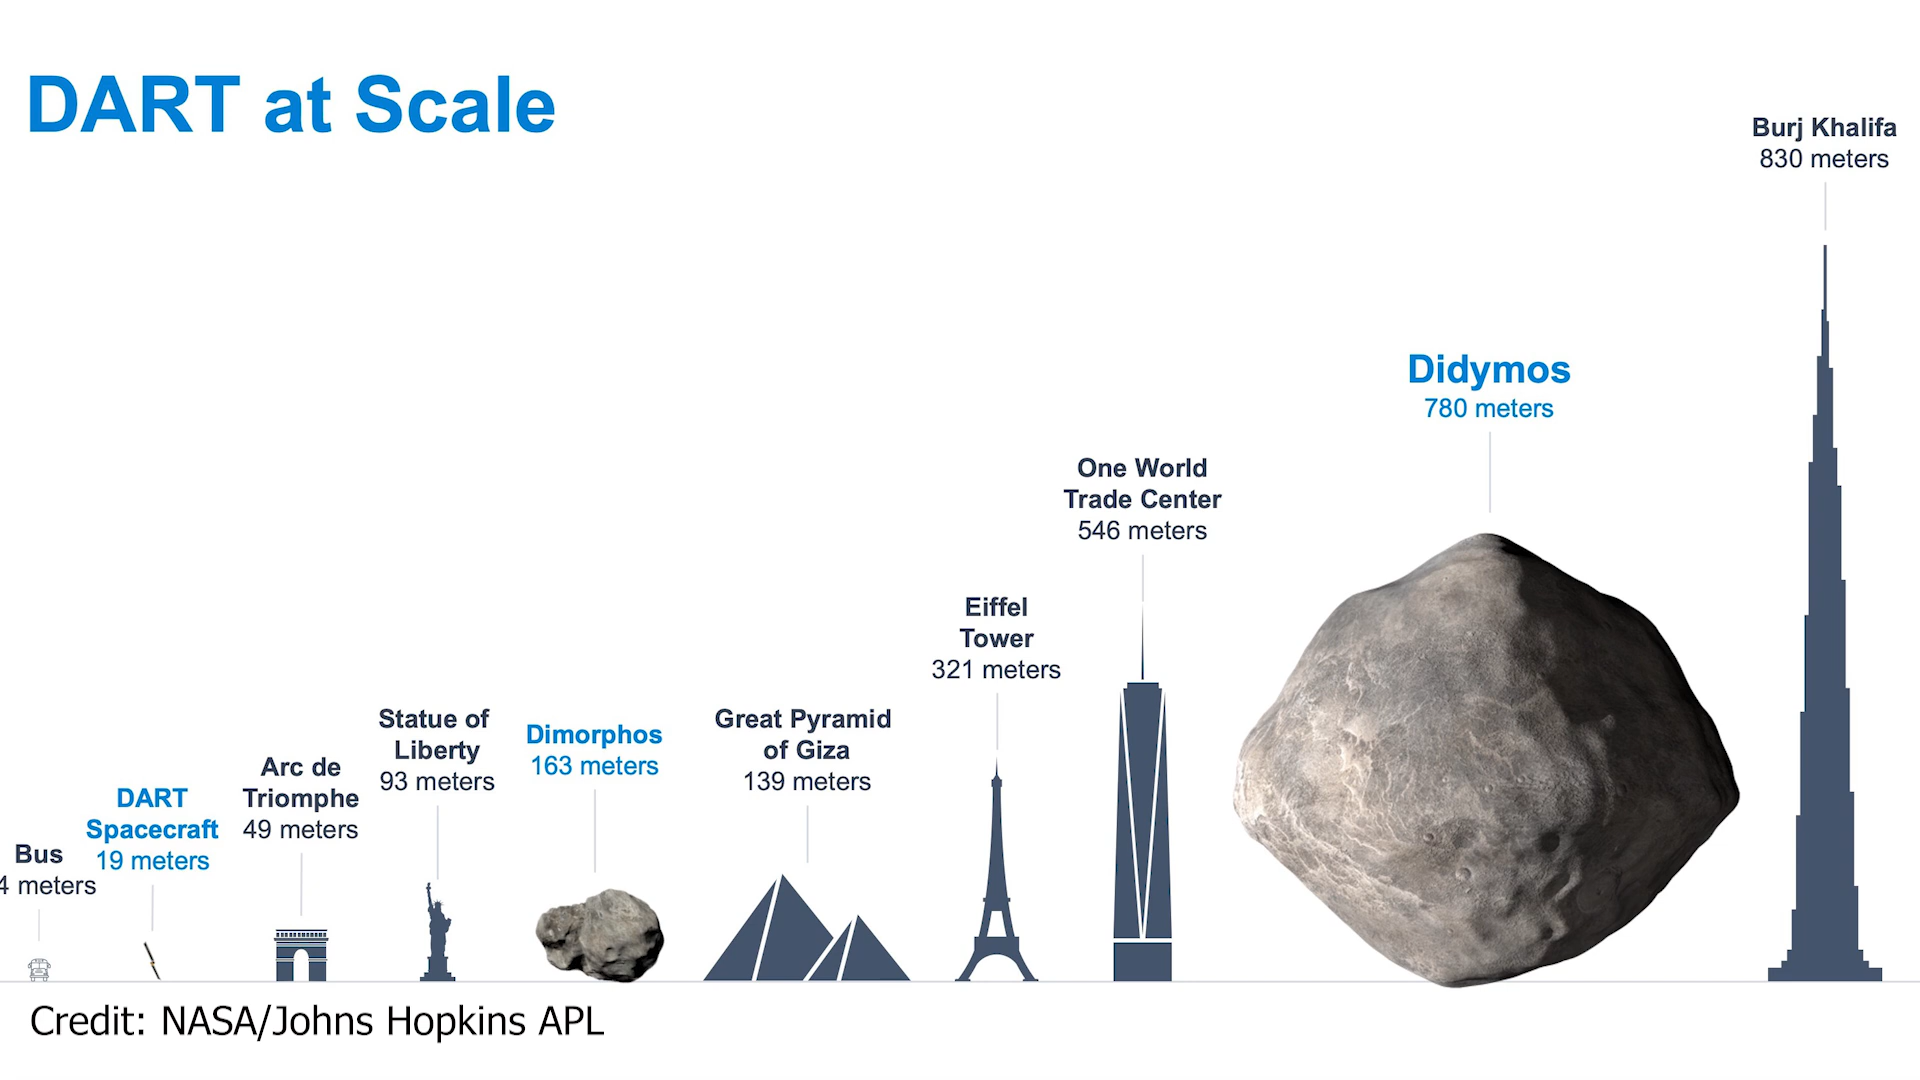 DART at Scale
Bus
4 meters
DART
Spacecraft
19 meters
Arc de
Triomphe
49 meters
Statue of
Liberty
93 meters
Dimorphos
163 meters
Great Pyramid
of Giza
139 meters
Eiffel
Tower
321 meters
One World
Trade Center
546 meters
Didymos
780 meters
Burj Khalifa
830 meters
Credit: NASA/Johns Hopkins APL